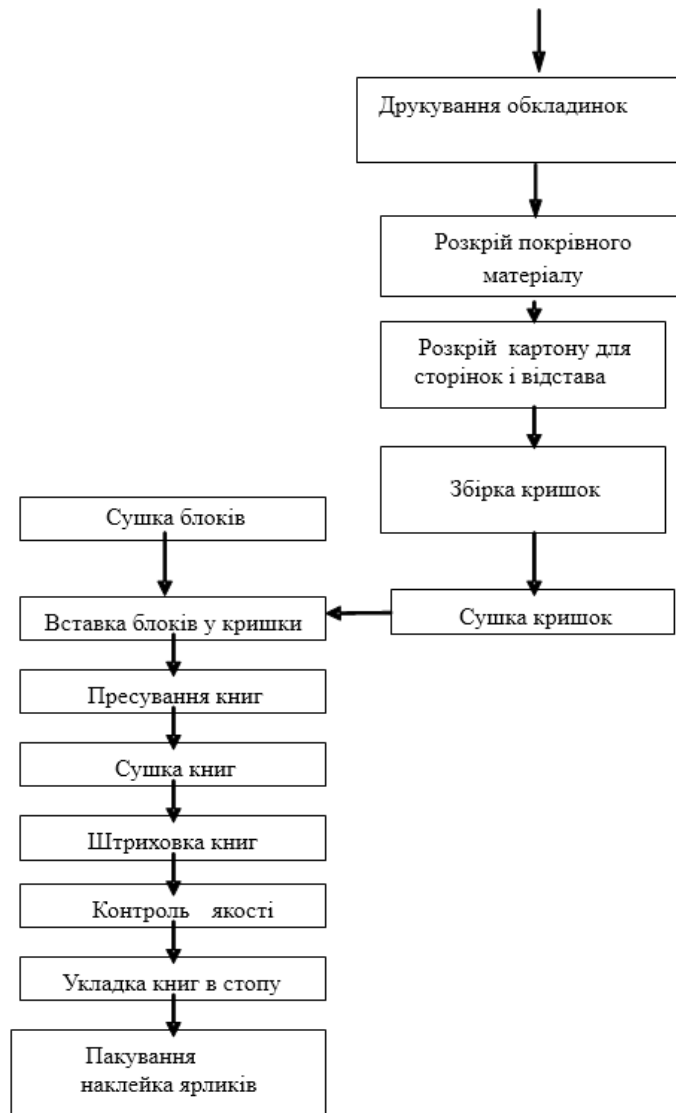 Друкування обкладинок
Розкрій покрівного
матеріалу
Розкрій картону для
сторінок і відстава
Збірка кришок
Сушка блоків
Вставка блоків у кришки
Сушка кришок
Пресування книг
Сушка книг
Штриховка книг
Контроль якості
Укладка книг в стопу
Пакування
наклейка ярликів